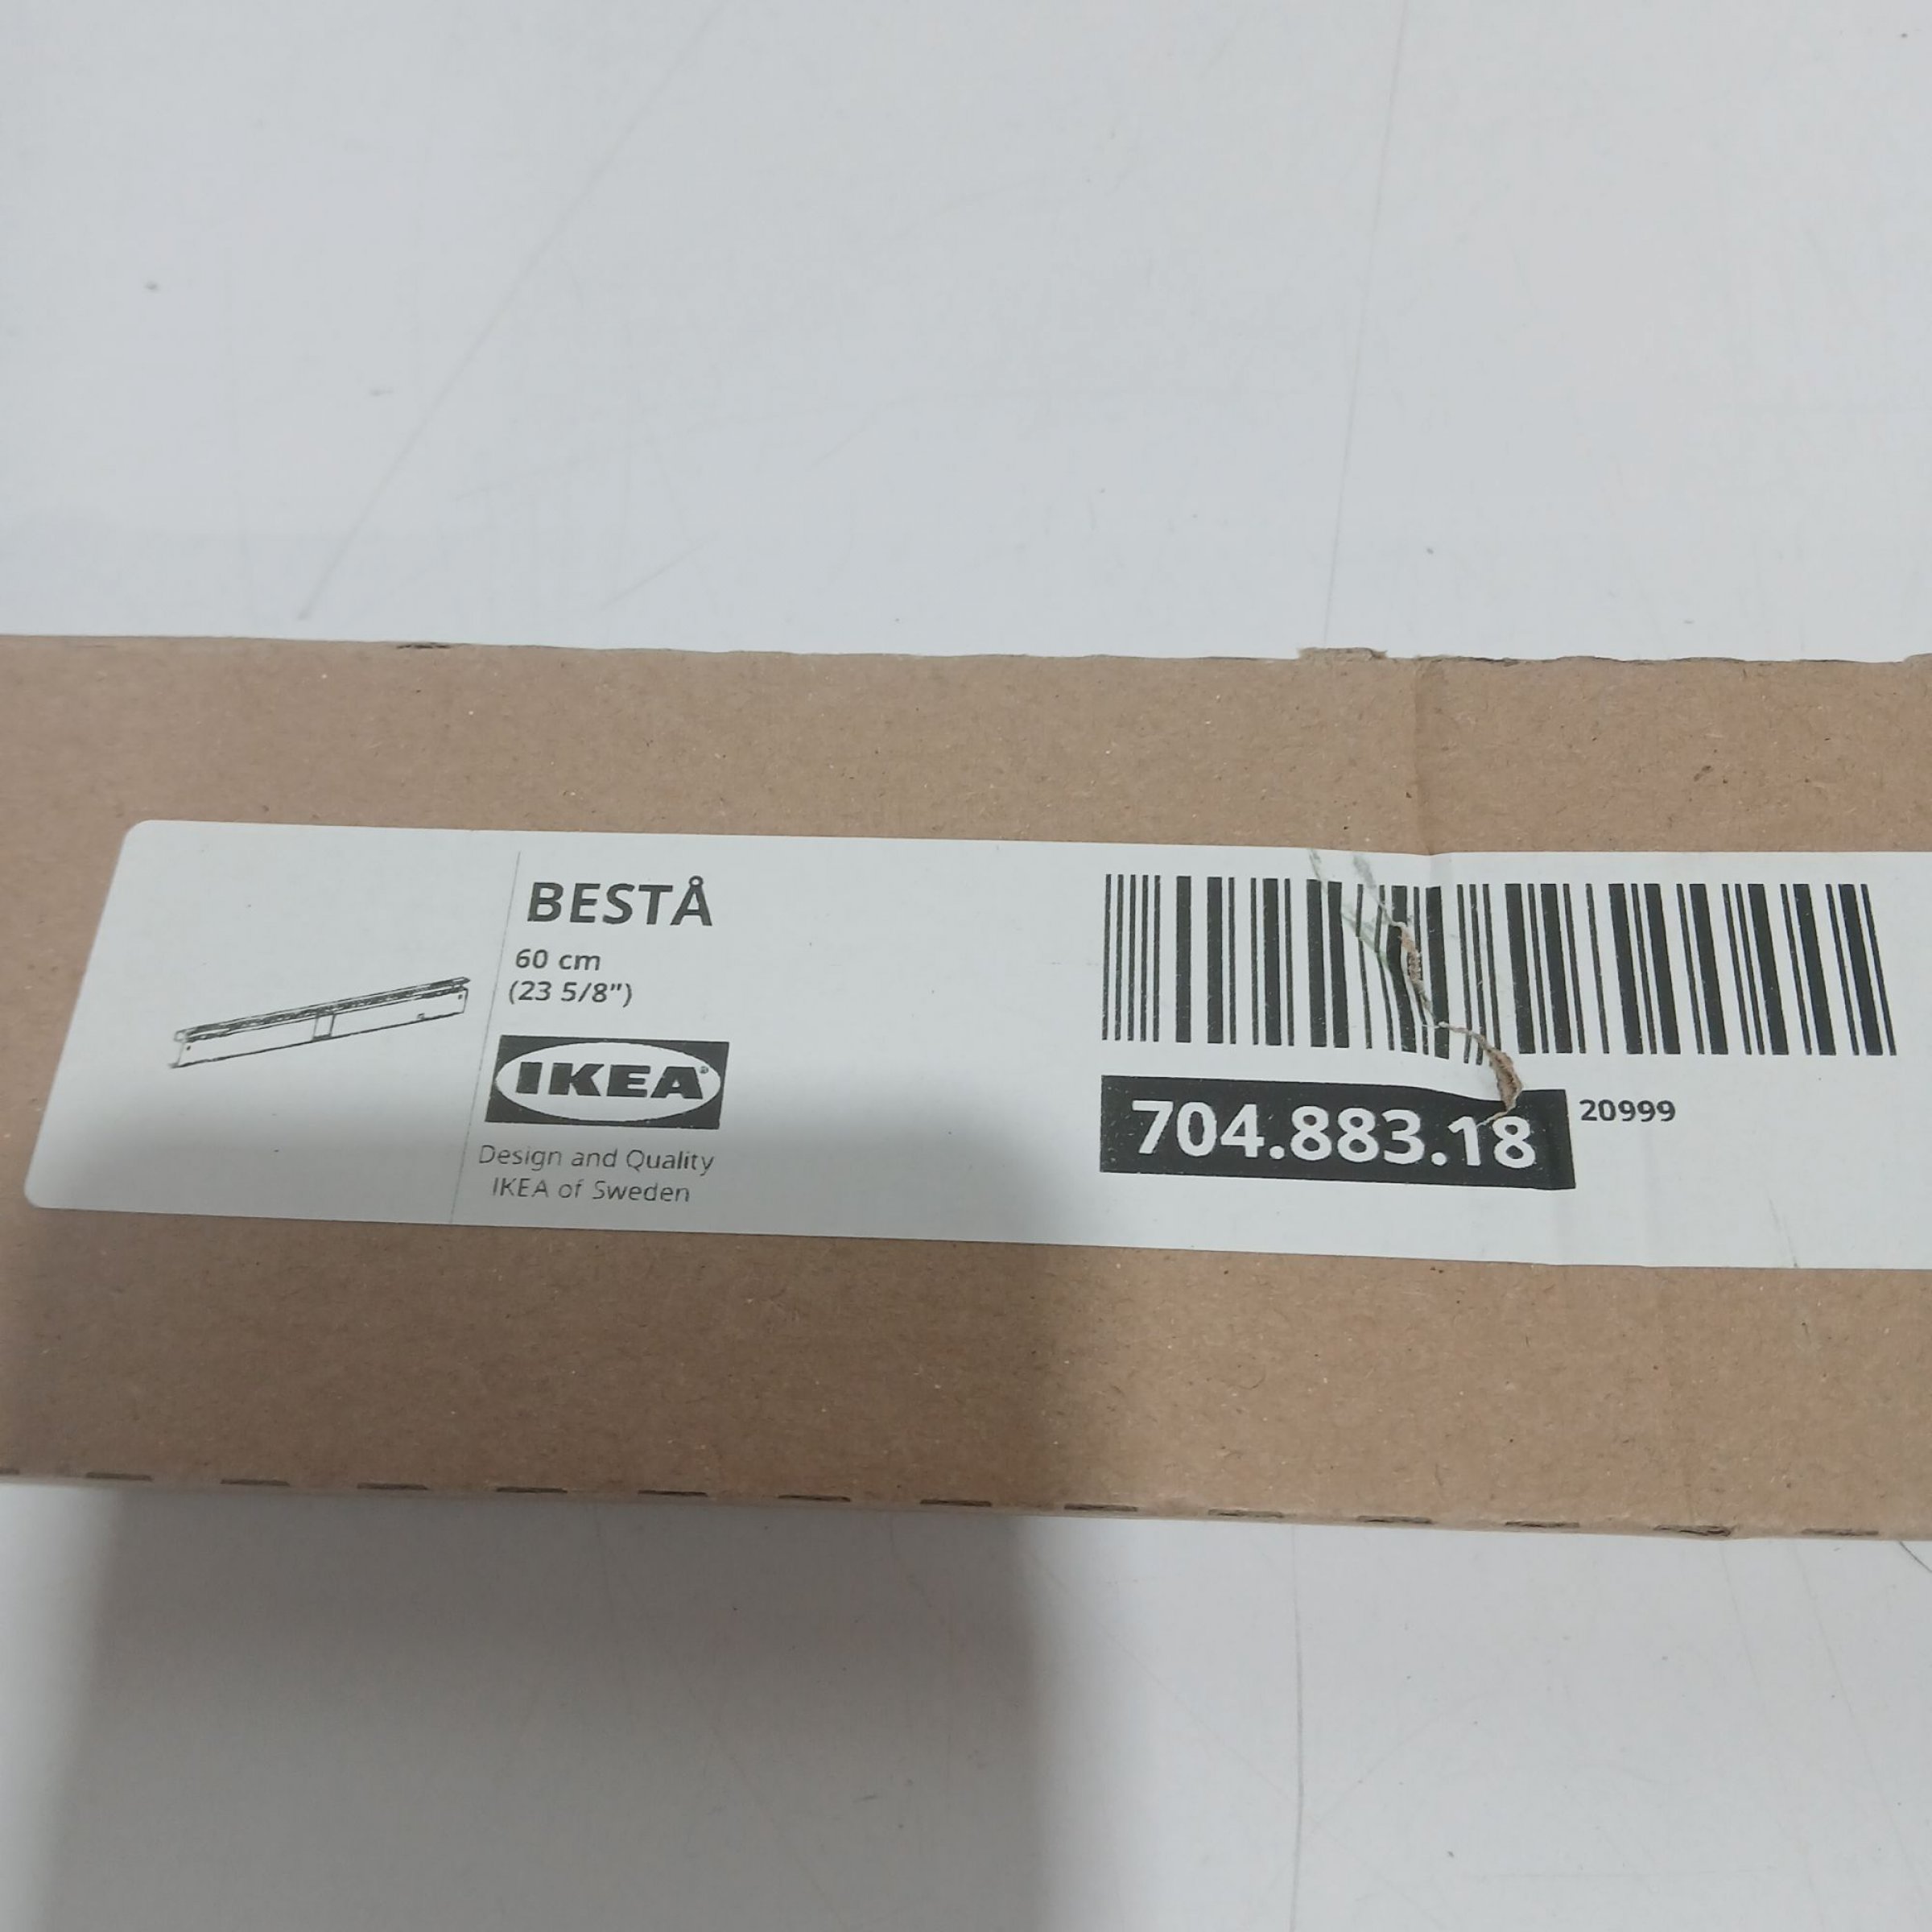 BESTÅ
60 cm
(23 5/8")
IKEA®
Design and Quality
IKEA of Sweden
704.883.18
20999